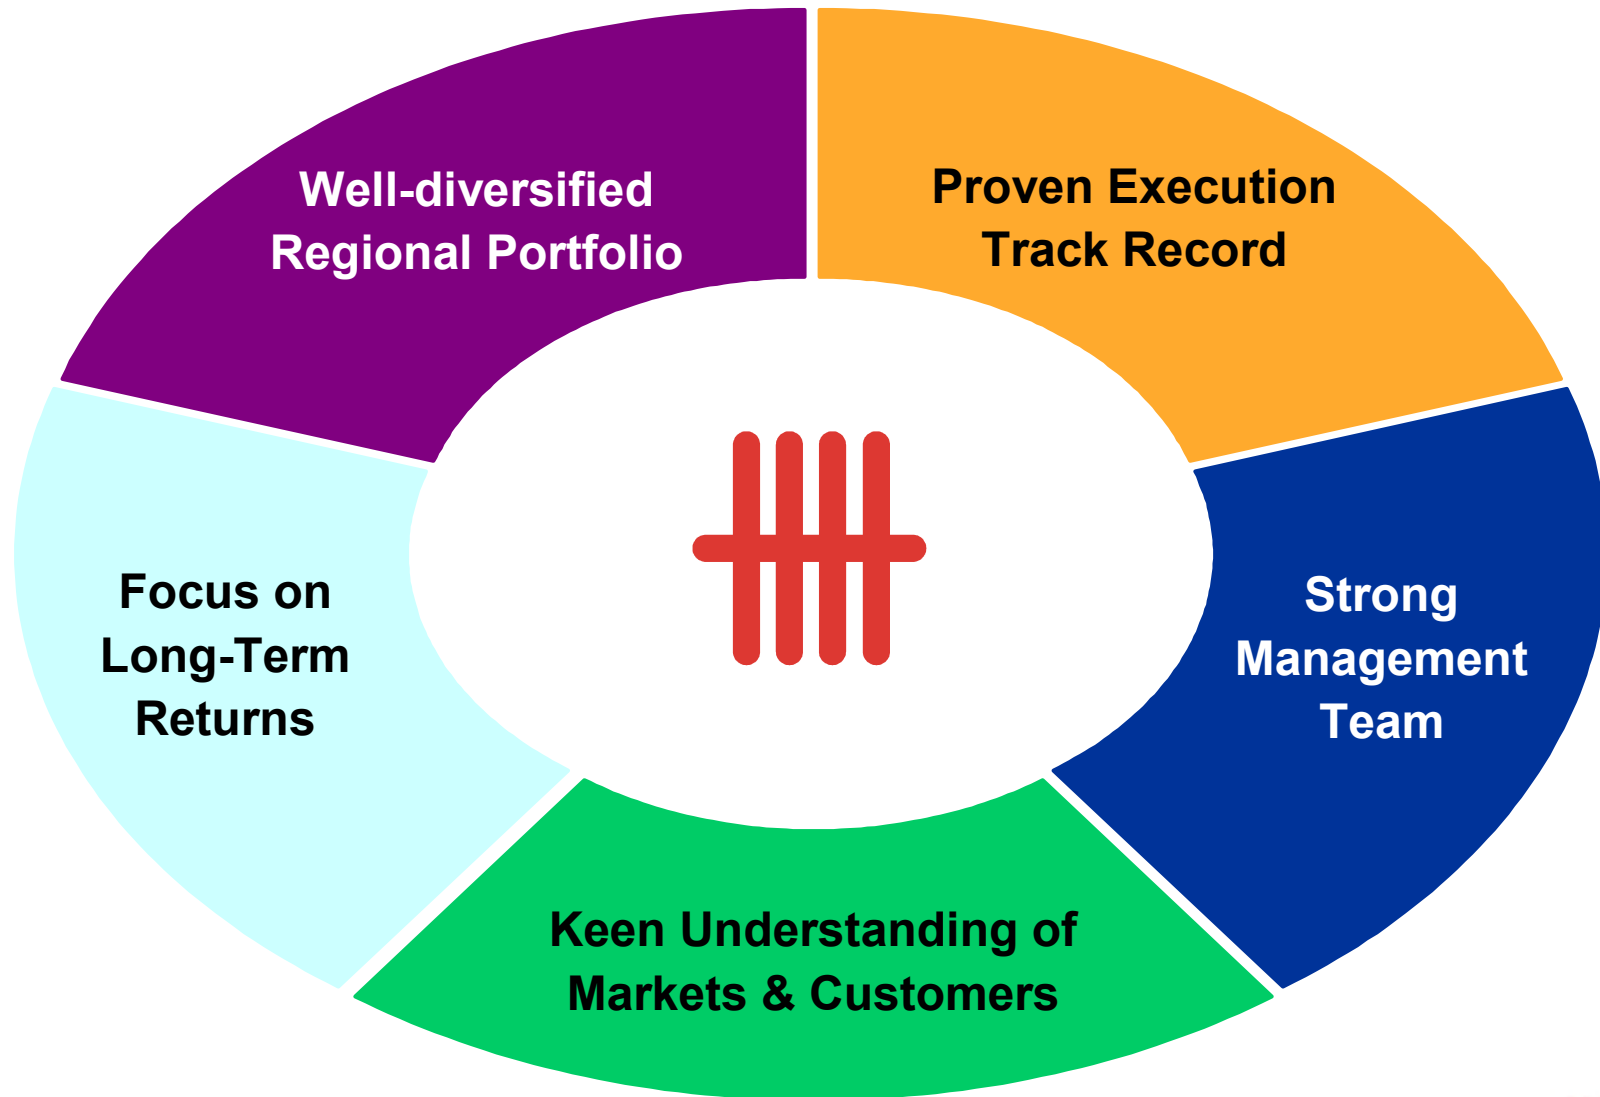 Well-diversified
Regional Portfolio
Proven Execution
Track Record
Strong
Management
Team
Keen Understanding of
Markets & Customers
Focus on
Long-Term
Returns